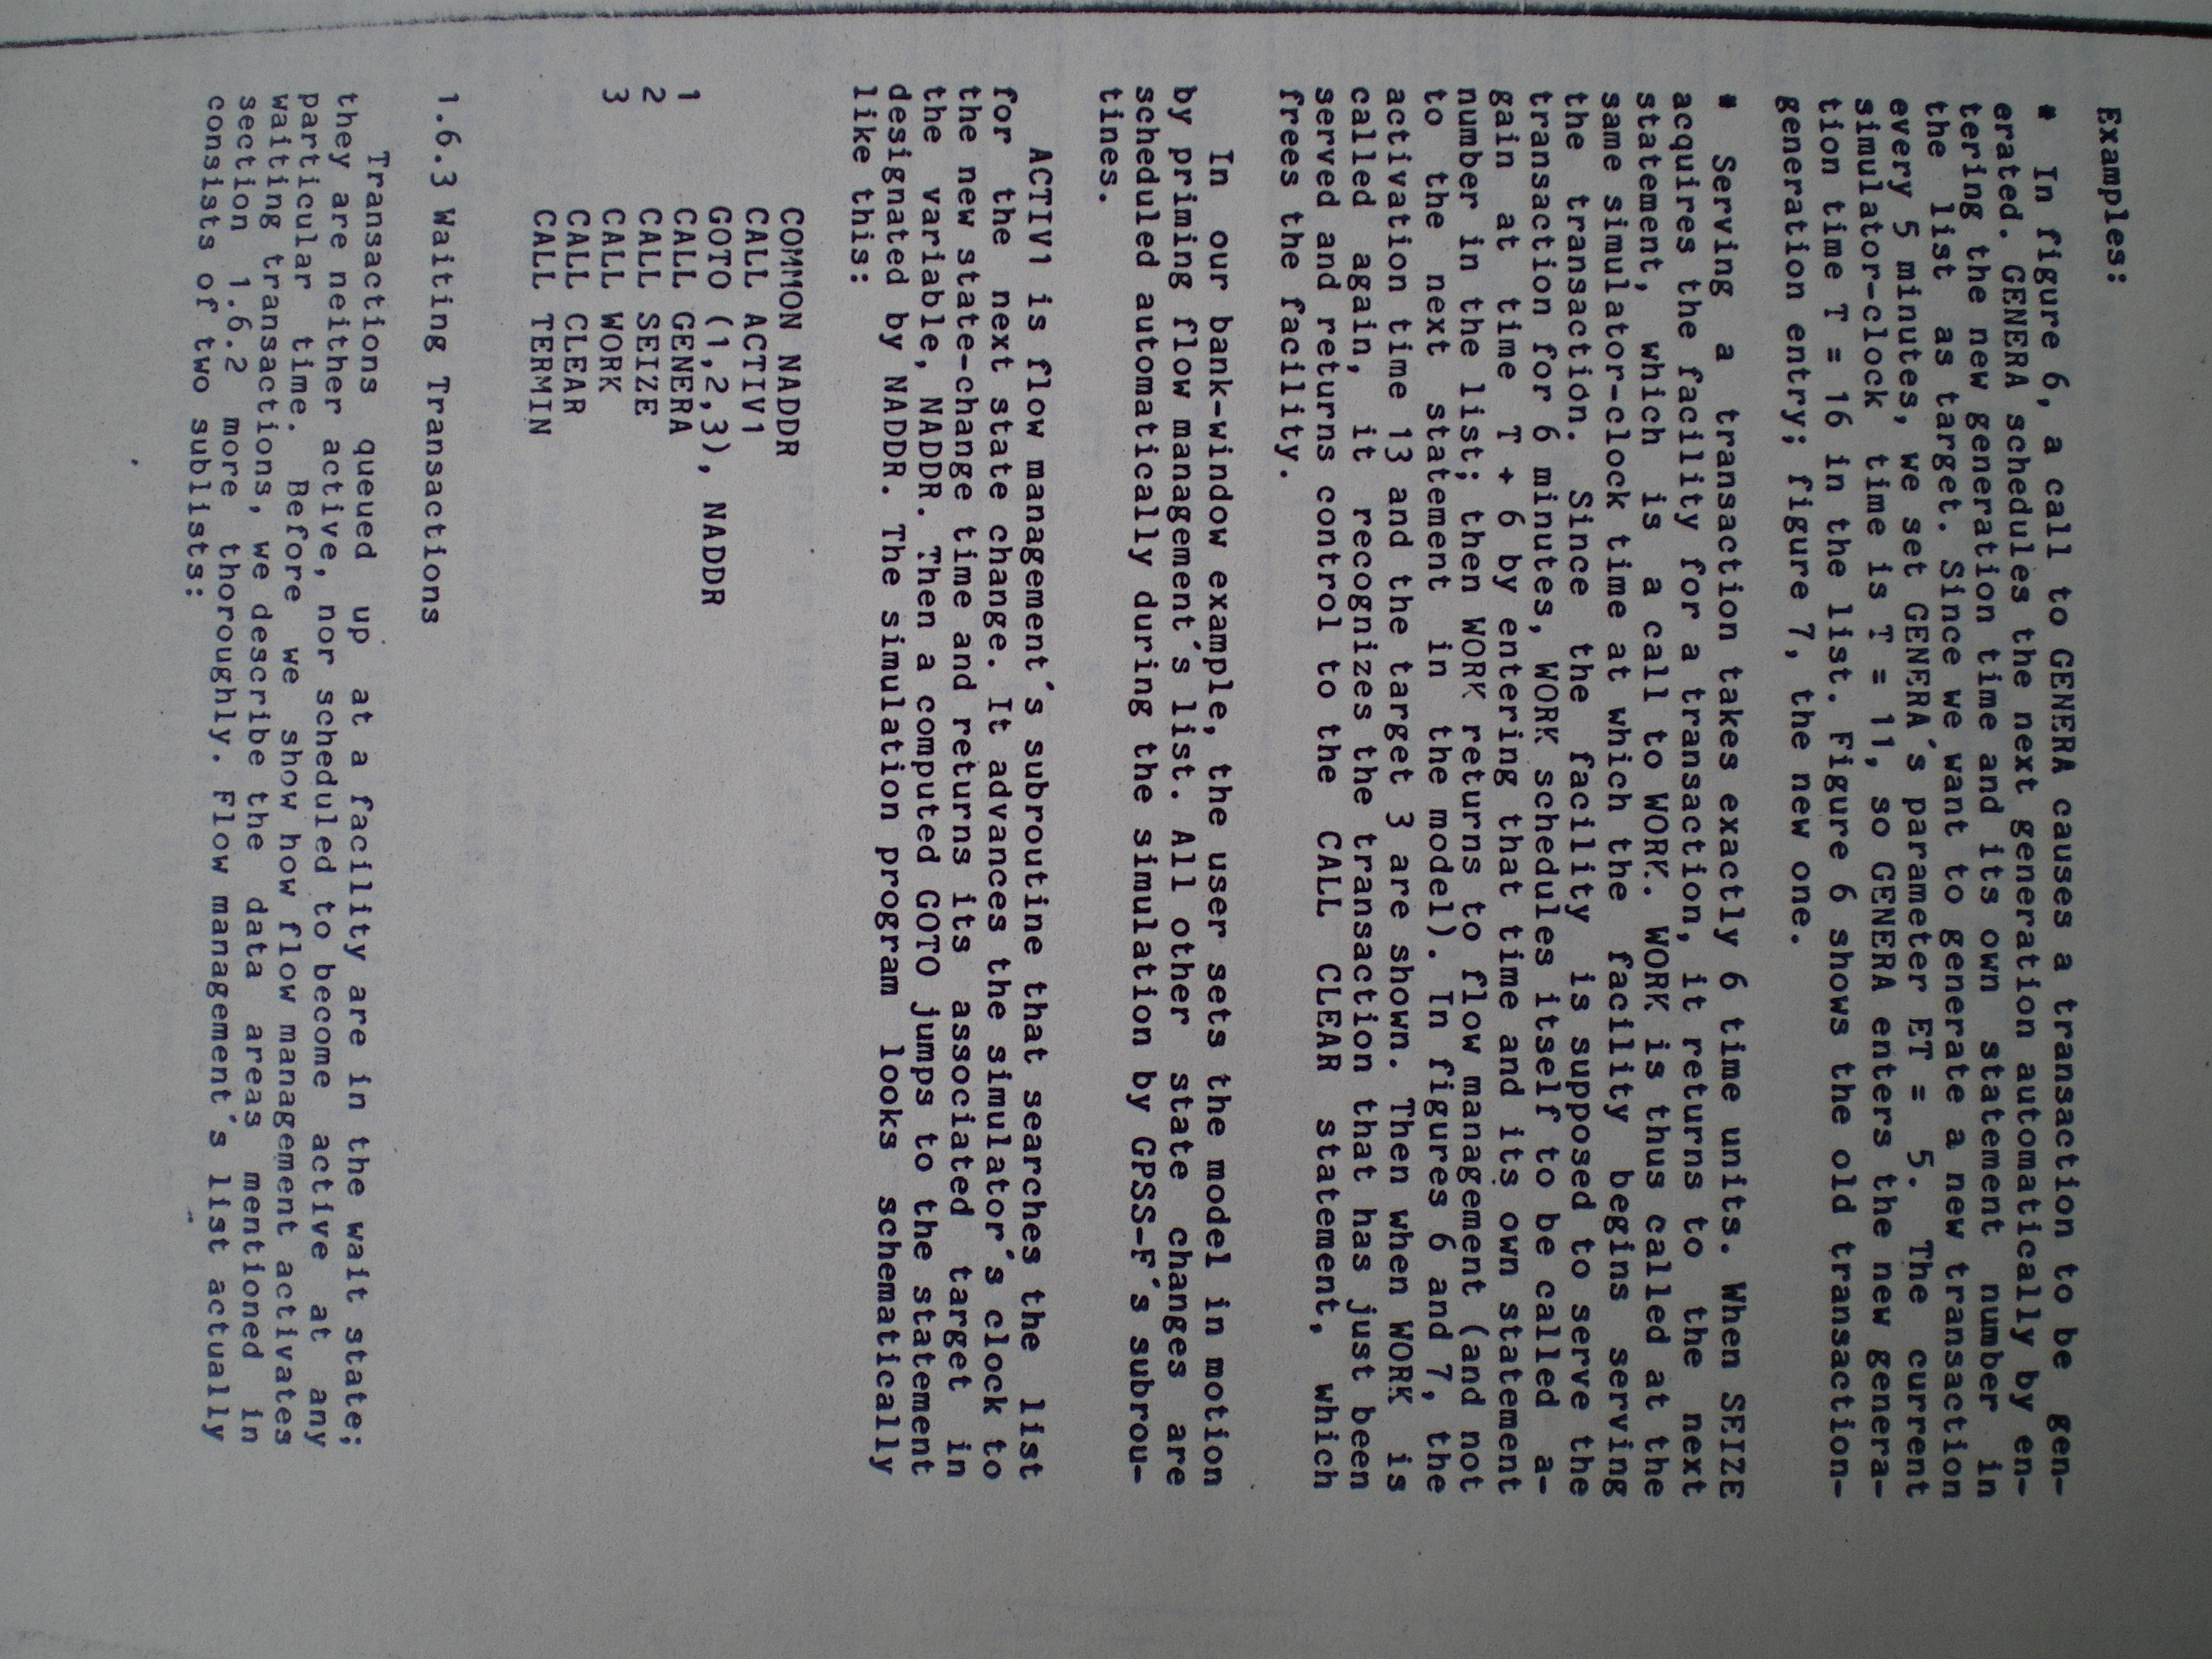 Examples:
* In figure 6, a call to GENERA causes a transaction to be gen-
erated. GENERA schedules the next generation automatically by en-
tering the new generation time and its own statement number in
the list as target. Since we want to generate a new transaction
every 5 minutes, we set GENERA´s parameter ET = 5. The current
simulator-clock time is T = 11, so GENERA enters the new genera-
tion time T = 16 in the list. Figure 6 shows the old transaction-
generation entry; figure 7, the new one.
* Serving a transaction takes exactly 6 time units. When SEIZE
acquires the facility for a transaction, it returns to the next
statement, which is a call to WORK. WORK is thus called at the
same simulator-clock time at which the facility begins serving
the transaction. Since the facility is supposed to serve the
transaction for 6 minutes, WORK schedules itself to be called a-
gain at time T + 6 by entering that time and its own statement
number in the list; then WORK returns to flow management (and not
to the next statement in the model). In figures 6 and 7, the
activation time 13 and the target 3 are shown. Then when WORK is
called again, it recognizes the transaction that has just been
served and returns control to the CALL CLEAR statement, which
frees the facility.
In our bank-window example, the user sets the model in motion
by priming flow management´s list. All other state changes are
scheduled automatically during the simulation by GPSS-F´s subrou-
tines.
ACTIV1 is flow management´s subroutine that searches the list
for the next state change. It advances the simulator´s clock to
the new state-change time and returns its associated target in
the variable, NADDR. Then a computed GOTO jumps to the statement
designated by NADDR. The simulation program looks schematically
like this:
COMMON NADDR
CALL ACTIV1
GOTO (1,2,3), NADDR
1 CALL GENERA
2 CALL SEIZE
3 CALL WORK
CALL CLEAR
CALL TERMIN
1.6.3 Waiting Transactions
Transactions queued up at a facility are in the wait state;
they are neither active, nor scheduled to become active at any
particular time. Before we show how flow management activates
waiting transactions, we describe the data areas mentioned in
section 1.6.2 more thoroughly. Flow management´s list actually
consists of two sublists: